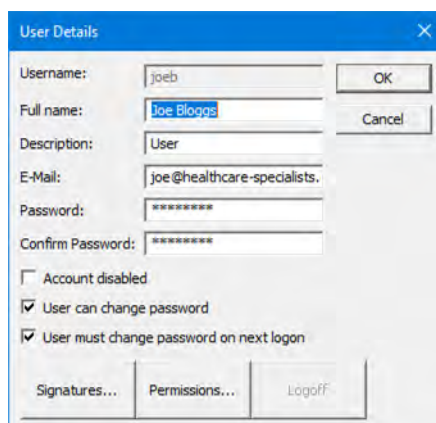 User Details
Username: joeb OK
Full name: Joe Bloggs Cancel
Description: User
E-Mail: joe@healthcare-specialists.
Password: ********
Confirm Password: ********
Account disabled
User can change password
User must change password on next logon
Signatures... Permissions... Logoff